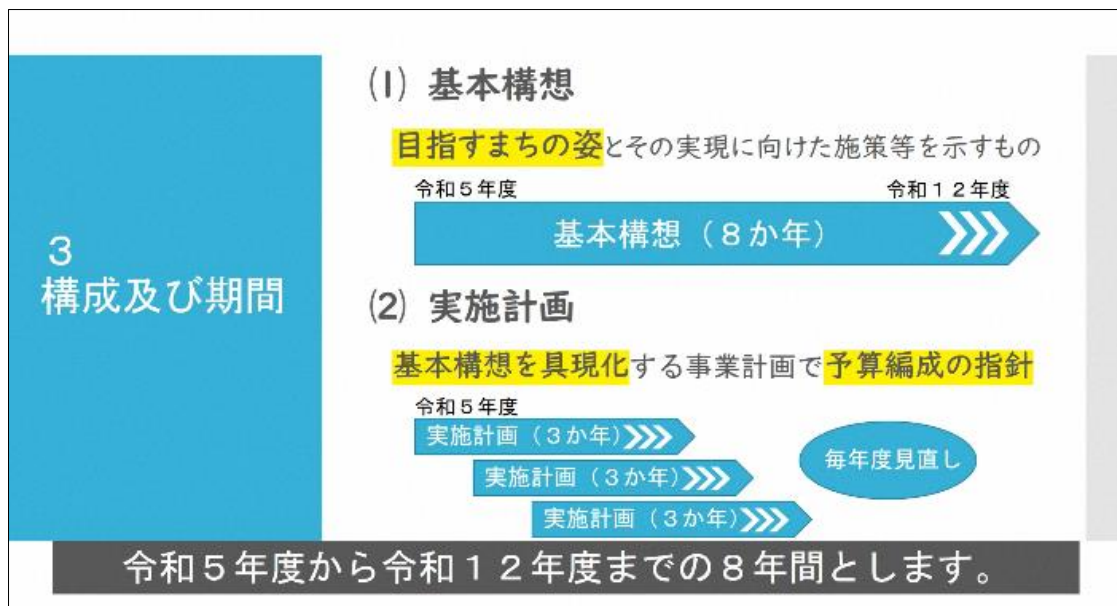 3
構成及び期間
⑴ 基本構想
目指すまちの姿とその実現に向けた施策等を示すもの
令和５年度
令和１２年度
基本構想（８か年）
⑵ 実施計画
基本構想を具現化する事業計画で予算編成の指針
令和５年度
実施計画（３か年）
実施計画（３か年）
実施計画（３か年）
毎年度見直し
令和５年度から令和１２年度までの８年間とします。